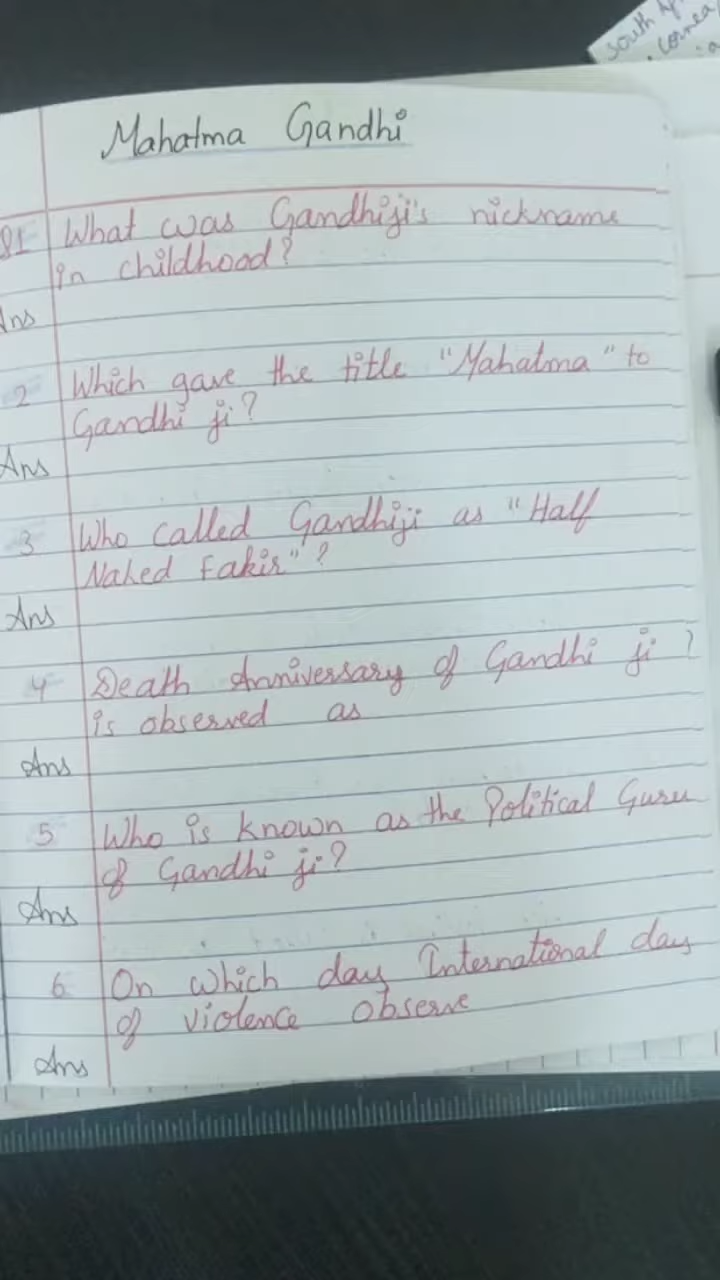 South
Cornea
Mahatma Gandhi
Q1 What was Gandhiji's nickname
in childhood?
Ans
2 Which gave the title "Mahatma" to
Gandhi ji?
Ans
3 Who called Gandhiji as "Half
Naked Fakir"?
Ans
4 Death Anniversary of Gandhi ji ?
is observed as
Ans
5 Who is known as the Political Guru
of Gandhi ji?
Ans
6 On which day International day
of violence observe
Ans